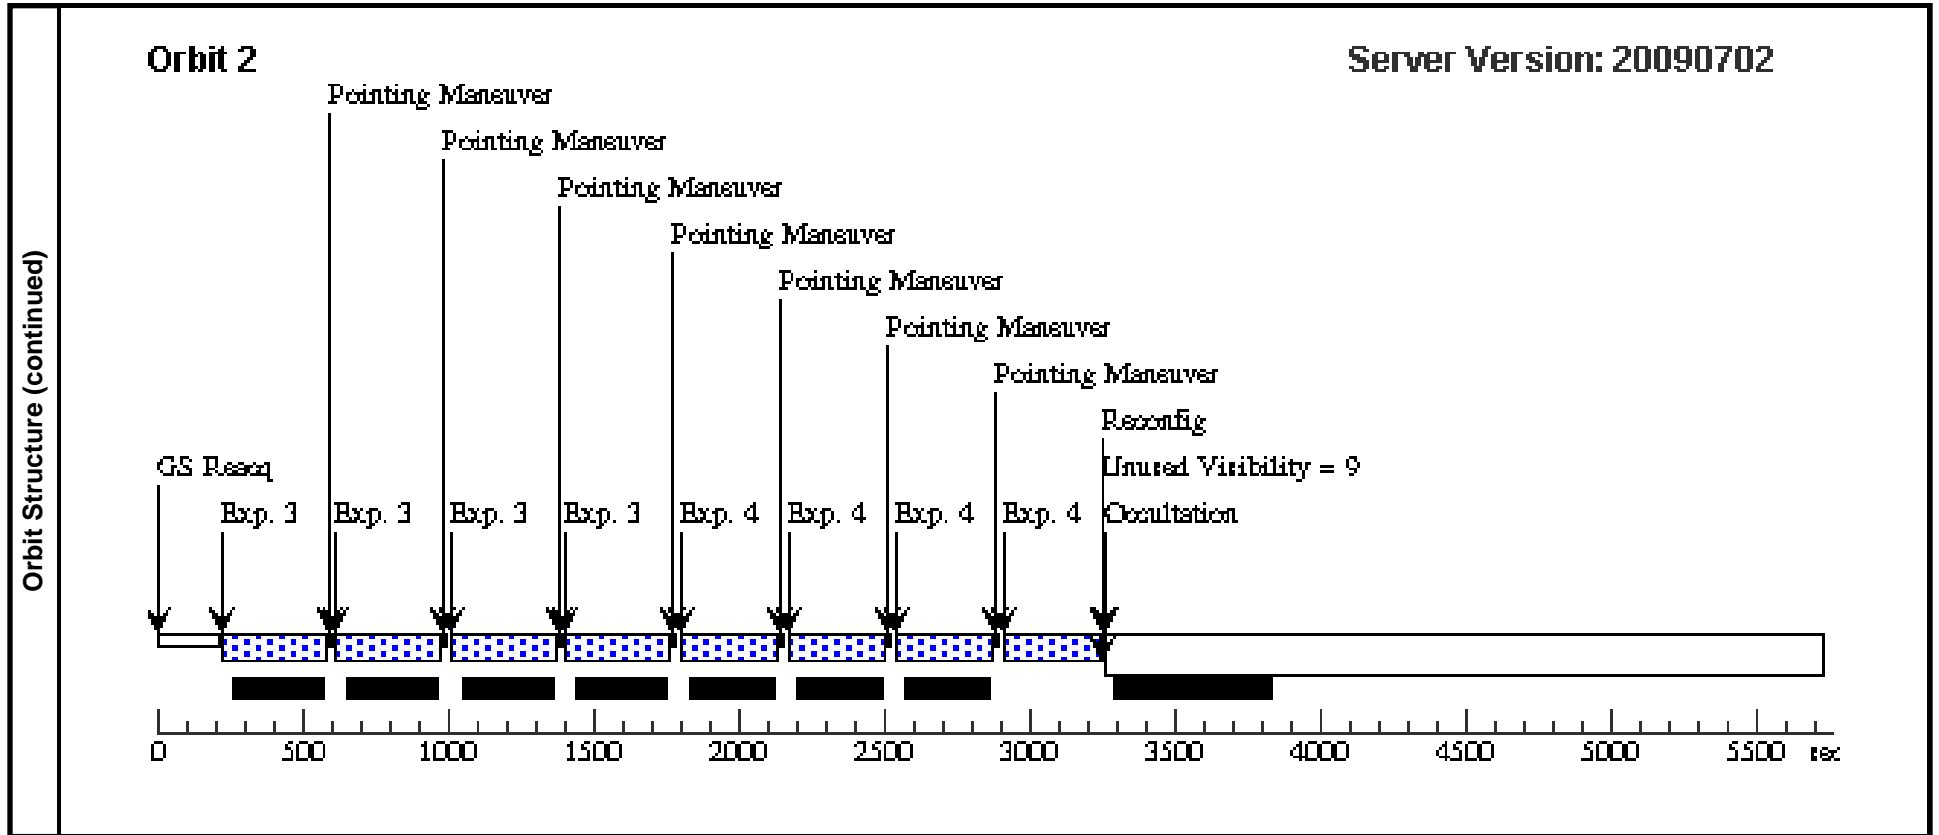 Orbit Structure (continued)
Orbit 2
Server Version: 20090702
Pointing Maneuver
Pointing Maneuver
Pointing Maneuver
Pointing Maneuver
Pointing Maneuver
Pointing Maneuver
Pointing Maneuver
Reconfig
GS Reacq
Unused Visibility = 9
Exp. 3
Exp. 3
Exp. 3
Exp. 3
Exp. 4
Exp. 4
Exp. 4
Exp. 4
Occultation
0 500 1000 1500 2000 2500 3000 3500 4000 4500 5000 5500 sec